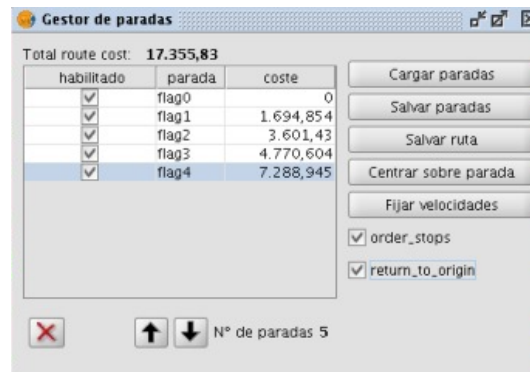 Gestor de paradas
Total route cost: 17.355,83
habilitado parada coste
flag0 0
flag1 1.694,854
flag2 3.601,43
flag3 4.770,604
flag4 7.288,945
Cargar paradas
Salvar paradas
Salvar ruta
Centrar sobre parada
Fijar velocidades
order_stops
return_to_origin
N° de paradas 5